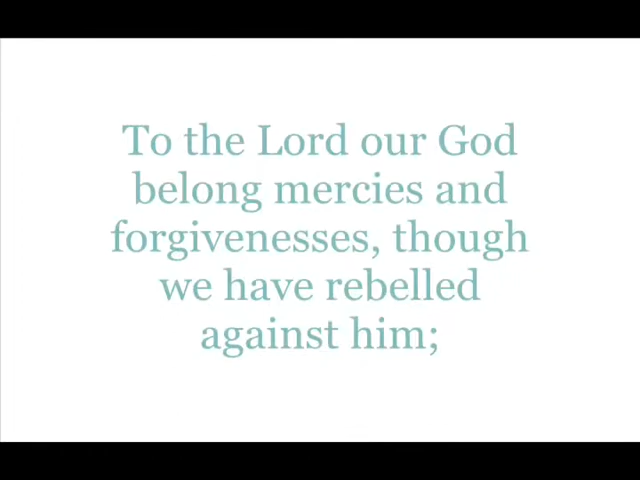 To the Lord our God
belong mercies and
forgivenesses, though
we have rebelled
against him;